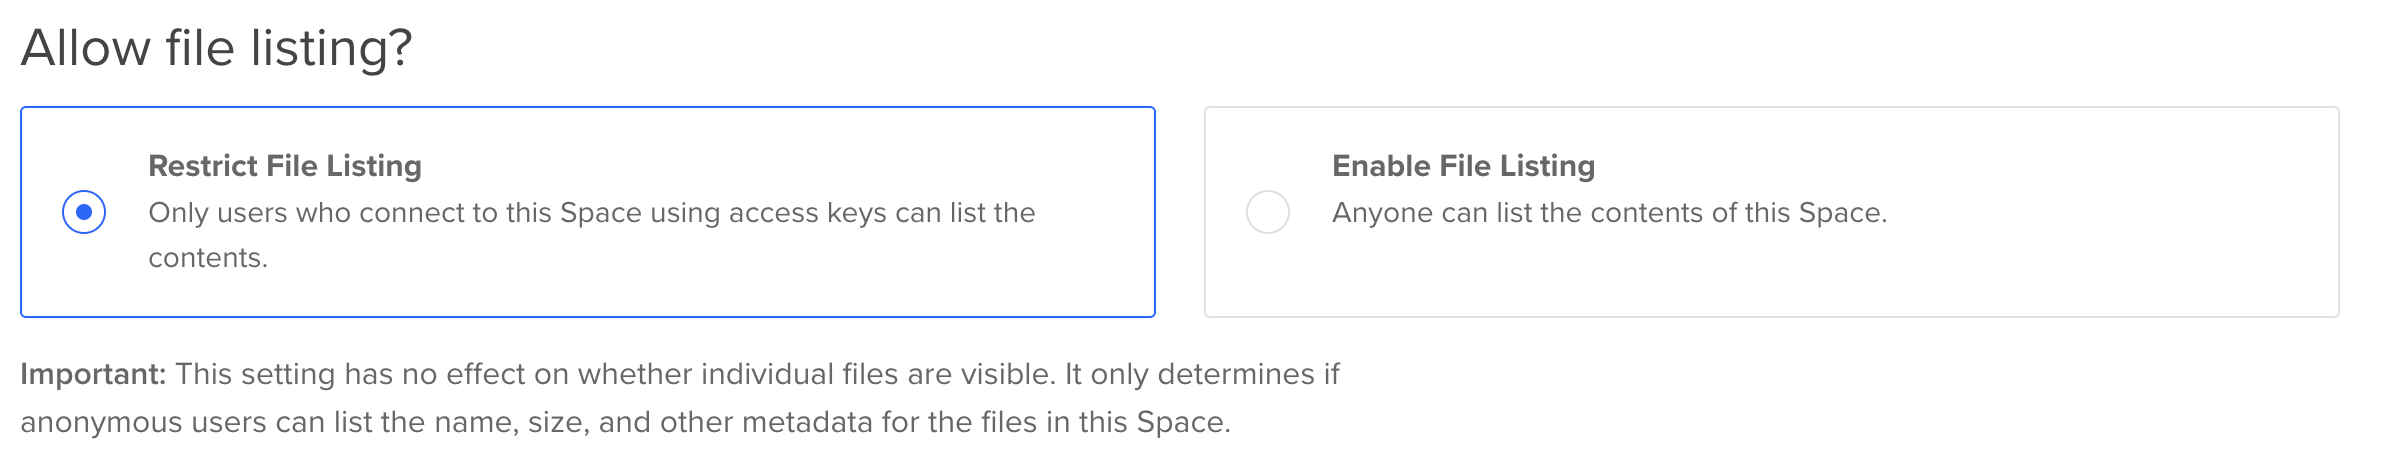 Allow file listing?
Restrict File Listing
Only users who connect to this Space using access keys can list the
contents.
Enable File Listing
Anyone can list the contents of this Space.
Important: This setting has no effect on whether individual files are visible. It only determines if
anonymous users can list the name, size, and other metadata for the files in this Space.